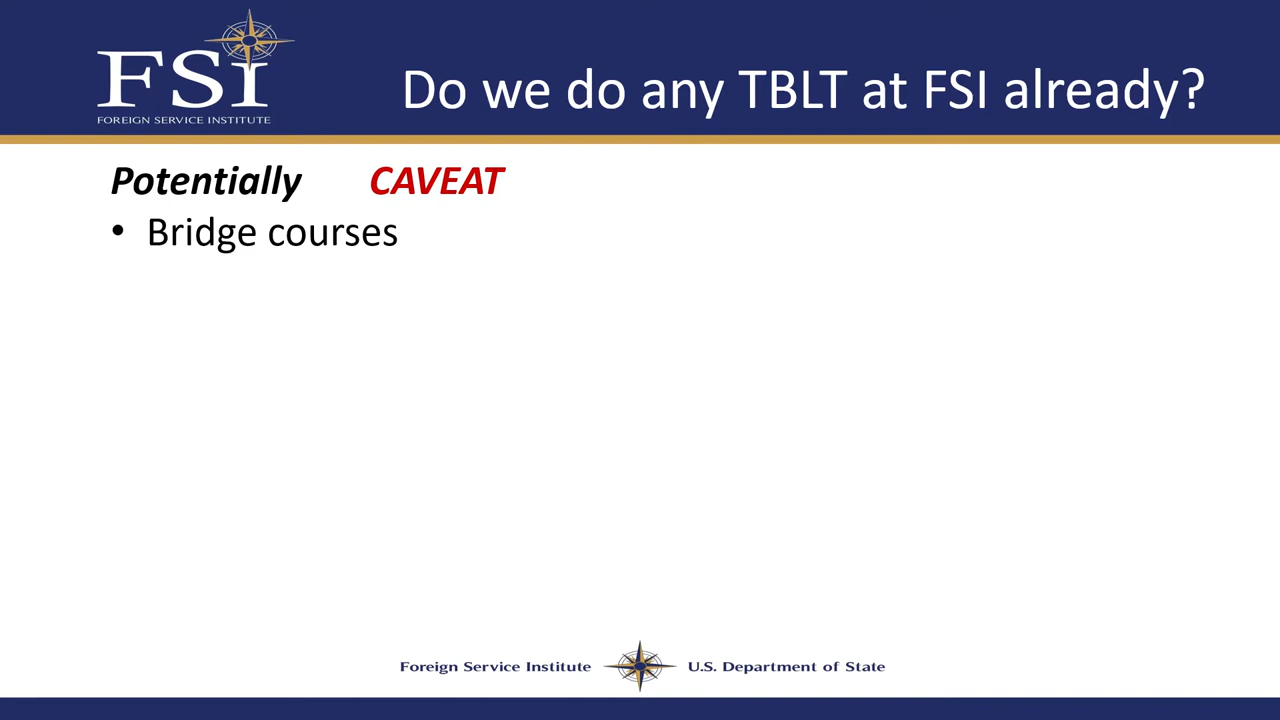 FSI
FOREIGN SERVICE INSTITUTE
Do we do any TBLT at FSI already?
Potentially CAVEAT
• Bridge courses
Foreign Service Institute U.S. Department of State